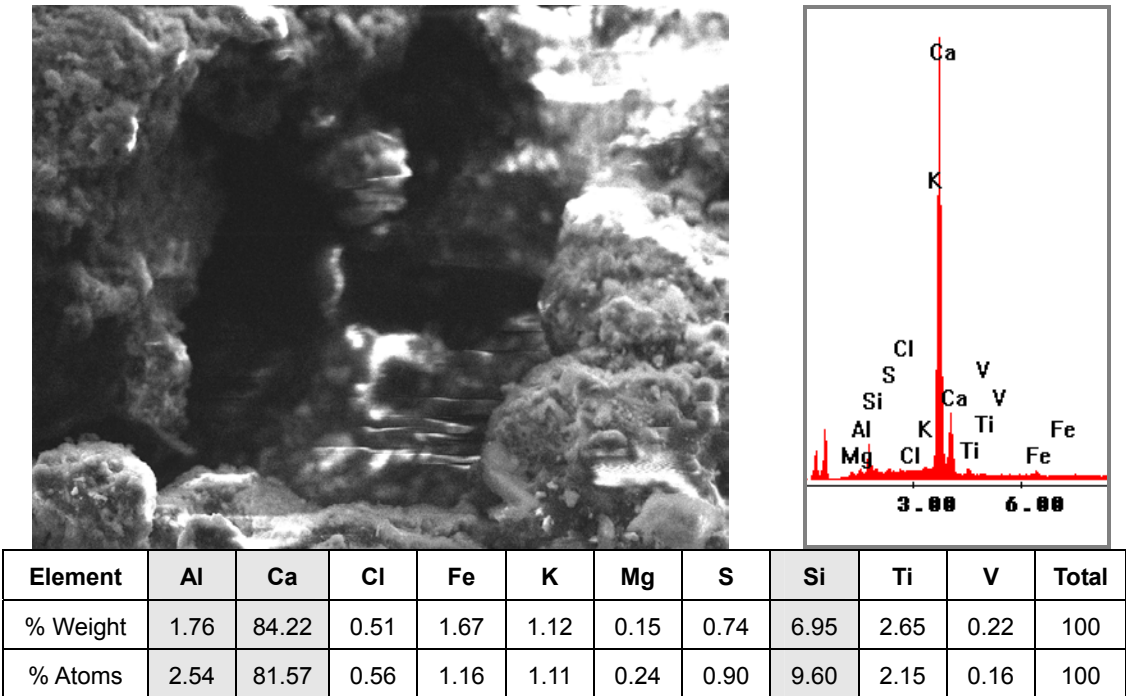 Ca
K
Cl
V
S
Ca
V
Si
Ti
Al
K
Fe
Mg
Cl
Ti
Fe
3.00 6.00
Element Al Ca Cl Fe K Mg S Si Ti V Total
% Weight 1.76 84.22 0.51 1.67 1.12 0.15 0.74 6.95 2.65 0.22 100
% Atoms 2.54 81.57 0.56 1.16 1.11 0.24 0.90 9.60 2.15 0.16 100